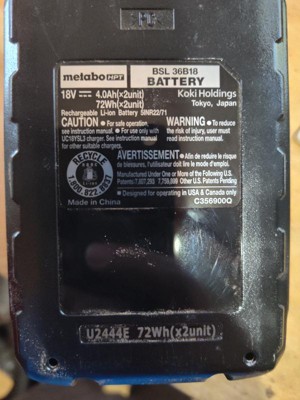 metabo HPT
BSL 36B18
BATTERY
18V 4.0Ah(×2unit)
72Wh(×2unit)
Koki Holdings
Tokyo, Japan
Rechargeable Li-ion Battery 5INR22/71
CAUTION • For safe operation
see instruction manual. • For use only with
UC18YSL3 charger. See instruction manual
for other suitable chargers.
WARNING • To reduce
the risk of injury, user must
read instruction manual.
AVERTISSEMENT • Afin de réduire le risque
de blessures, l'utilisateur doit lire le mode d'emploi.
Manufactured Under One or More of the Following U.S.
Patents: 7,999,510 Other U.S. Patents Pending
• Designed for operating in USA & Canada only
C356900Q
RECYCLE
1.800.822.8837
Made in China
U2444E 72Wh(x2unit)